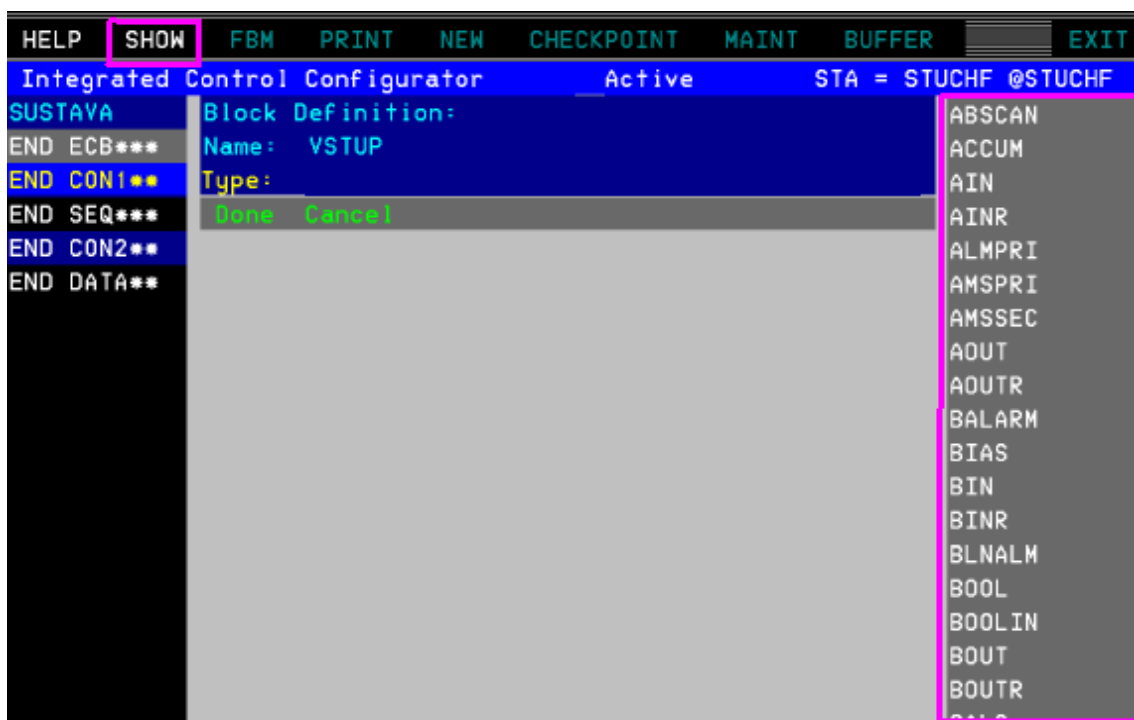 HELP SHOW FBM PRINT NEW CHECKPOINT MAINT BUFFER EXIT
Integrated Control Configurator _Active STA = STUCHF @STUCHF
SUSTAVA
END ECB***
END CON1**
END SEQ***
END CON2**
END DATA**
Block Definition:
Name: VSTUP
Type:
Done Cancel
ABSCAN
ACCUM
AIN
AINR
ALMPRI
AMSPRI
AMSSEC
AOUT
AOUTR
BALARM
BIAS
BIN
BINR
BLNALM
BOOL
BOOLIN
BOUT
BOUTR